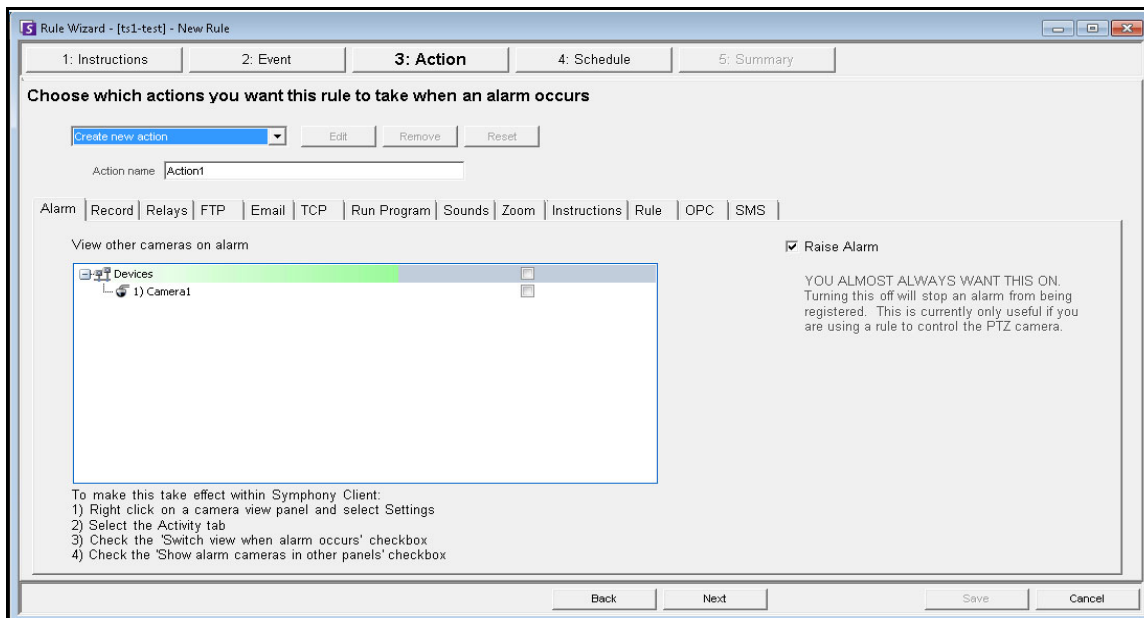 Rule Wizard - [ts1-test] - New Rule
1: Instructions
2: Event
3: Action
4: Schedule
5: Summary
Choose which actions you want this rule to take when an alarm occurs
Create new action
Edit
Remove
Reset
Action name
Action1
Alarm
Record
Relays
FTP
Email
TCP
Run Program
Sounds
Zoom
Instructions
Rule
OPC
SMS
View other cameras on alarm
Devices
1) Camera1
Raise Alarm
YOU ALMOST ALWAYS WANT THIS ON.
Turning this off will stop an alarm from being
registered. This is currently only useful if you
are using a rule to control the PTZ camera.
To make this take effect within Symphony Client:
1) Right click on a camera view panel and select Settings
2) Select the Activity tab
3) Check the 'Switch view when alarm occurs' checkbox
4) Check the 'Show alarm cameras in other panels' checkbox
Back
Next
Save
Cancel